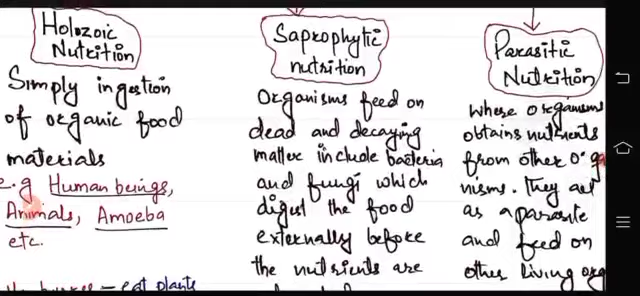 Holozoic
Nutrition
Simply ingestion
of organic food
materials
e.g Human beings,
Animals, Amoeba
etc.
eat plants
Saprophytic
nutrition
Organisms feed on
dead and decaying
matter include bacteria
and fungi which
digest the food
externally before
the nutrients are
Parasitic
Nutrition
Where organisms
obtains nutrients
from other orga
nisms. They act
as a parasite
and feed on
other living org